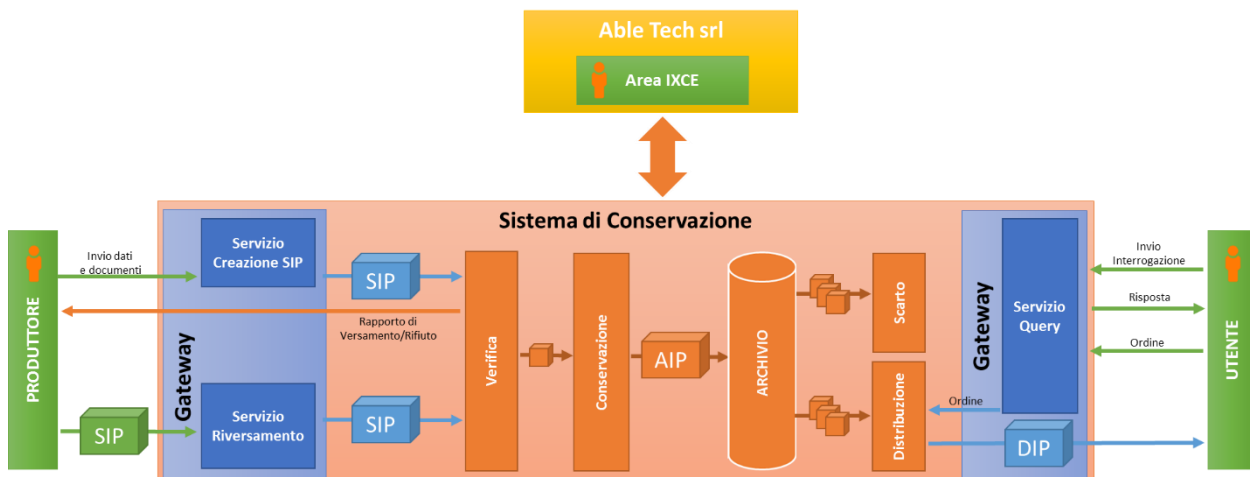 Able Tech srl
Area IXCE
Sistema di Conservazione
PRODUTTORE
Invio dati
e documenti
SIP
Gateway
Servizio
Creazione SIP
Servizio
Riversamento
SIP
SIP
Rapporto di
Versamento/Rifiuto
Verifica
Conservazione
AIP
ARCHIVIO
Scarto
Distribuzione
Ordine
Gateway
Servizio
Query
DIP
Invio
Interrogazione
Risposta
Ordine
UTENTE